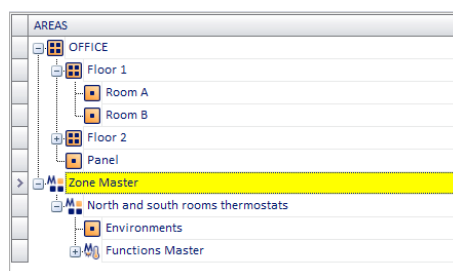 AREAS
OFFICE
Floor 1
Room A
Room B
Floor 2
Panel
Zone Master
North and south rooms thermostats
Environments
Functions Master